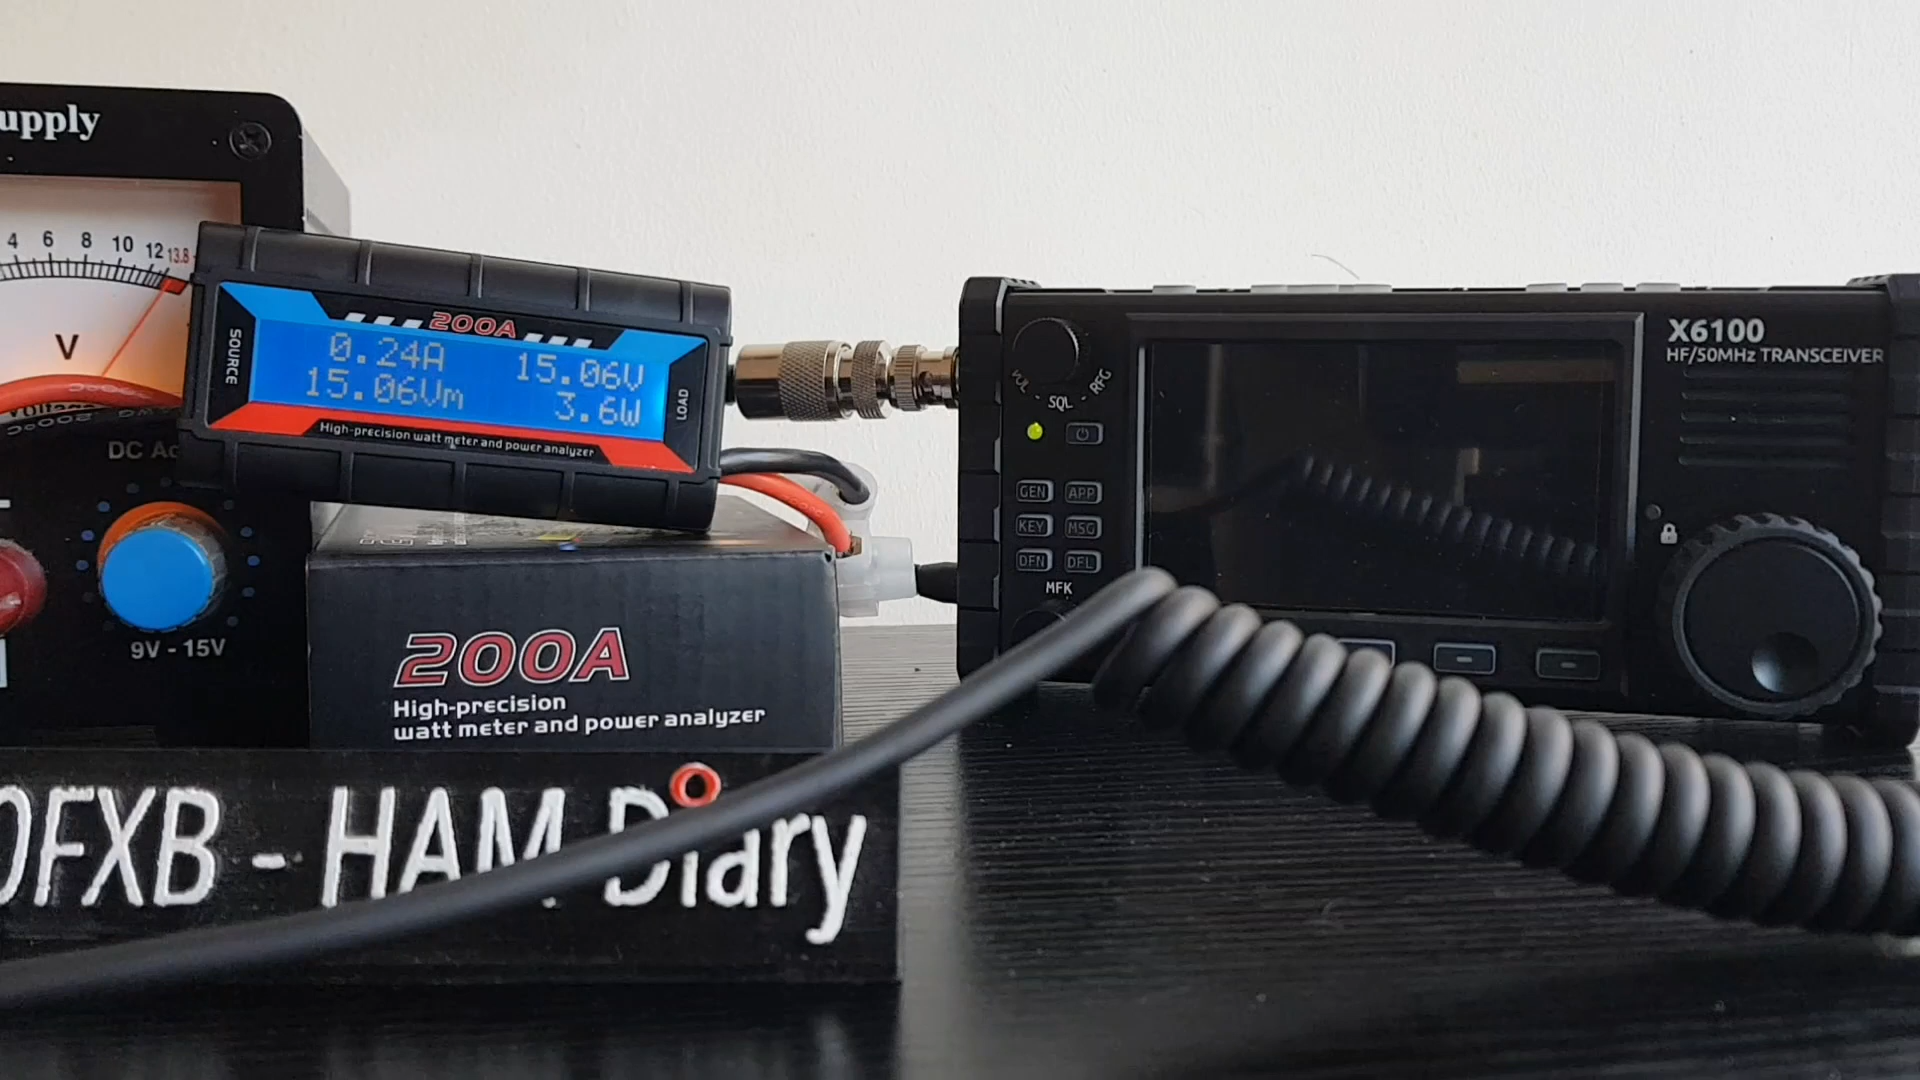 upply
4 6 8 10 12 13.8
V
DC Ad
9V - 15V
SOURCE
200A
0.24A 15.06V
15.06Vm 3.6W
LOAD
High-precision watt meter and power analyzer
200A
High-precision
watt meter and power analyzer
0FXB - HAM Diary
X6100
HF/50MHz TRANSCEIVER
VOL SQL RFG
GEN APP
KEY MSG
DFN DFL
MFK